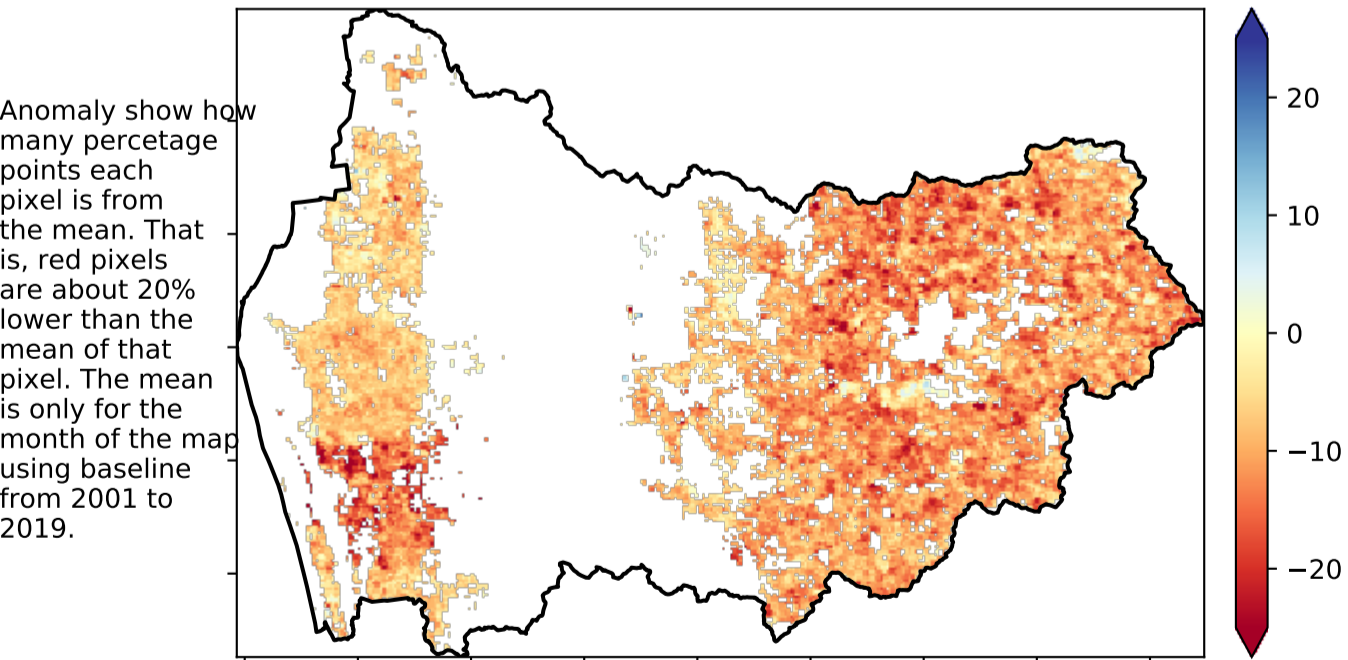 Anomaly show how
many percetage
points each
pixel is from
the mean. That
is, red pixels
are about 20%
lower than the
mean of that
pixel. The mean
is only for the
month of the map
using baseline
from 2001 to
2019.
20
10
0
−10
−20